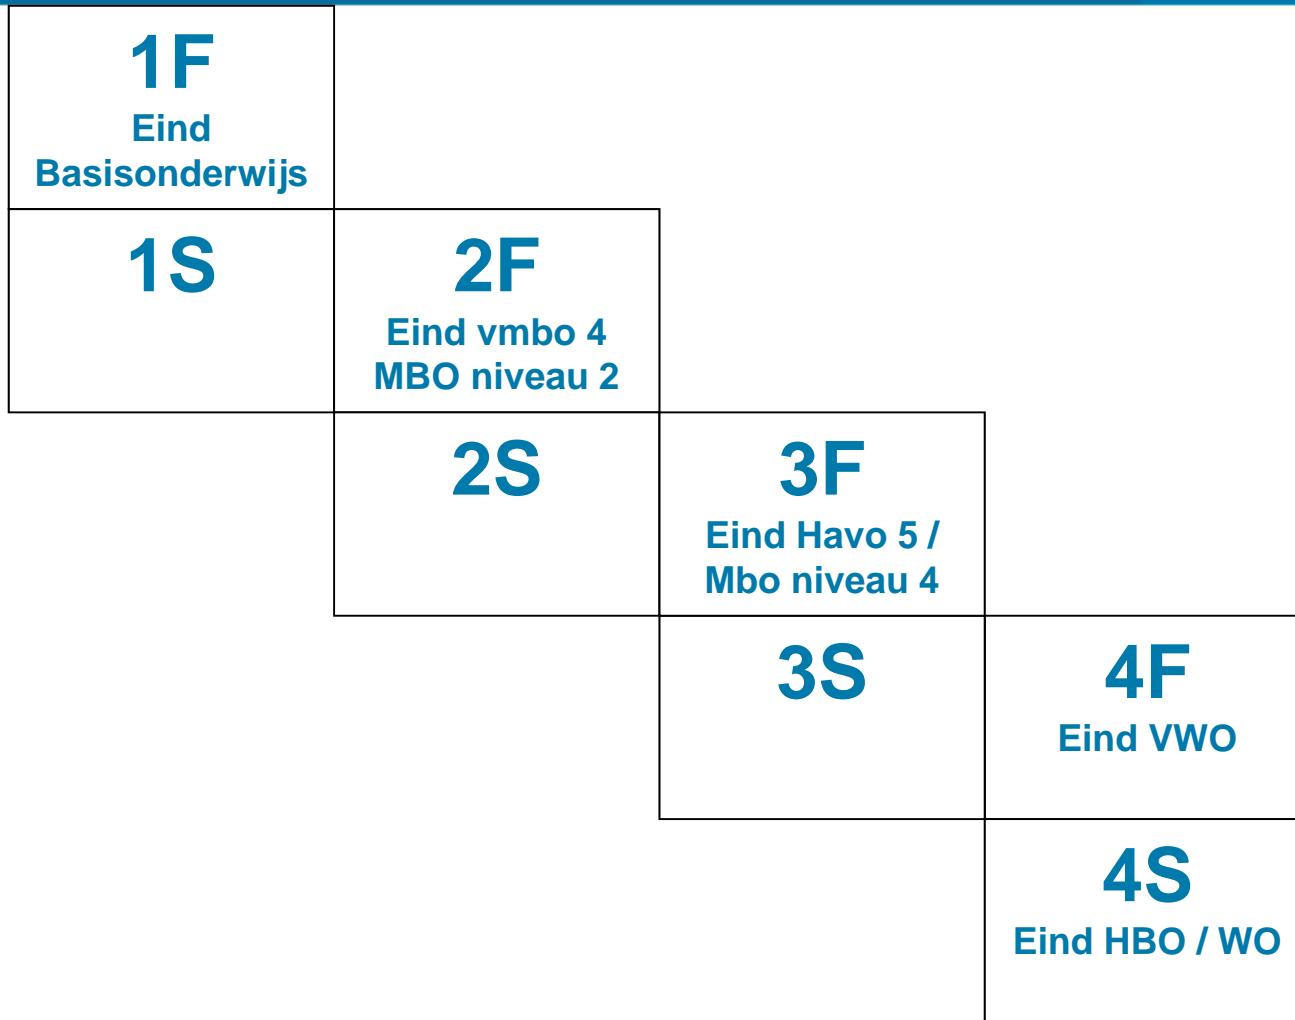 1F
Eind
Basisonderwijs
1S
2F
Eind vmbo 4
MBO niveau 2
2S
3F
Eind Havo 5 /
Mbo niveau 4
3S
4F
Eind VWO
4S
Eind HBO / WO